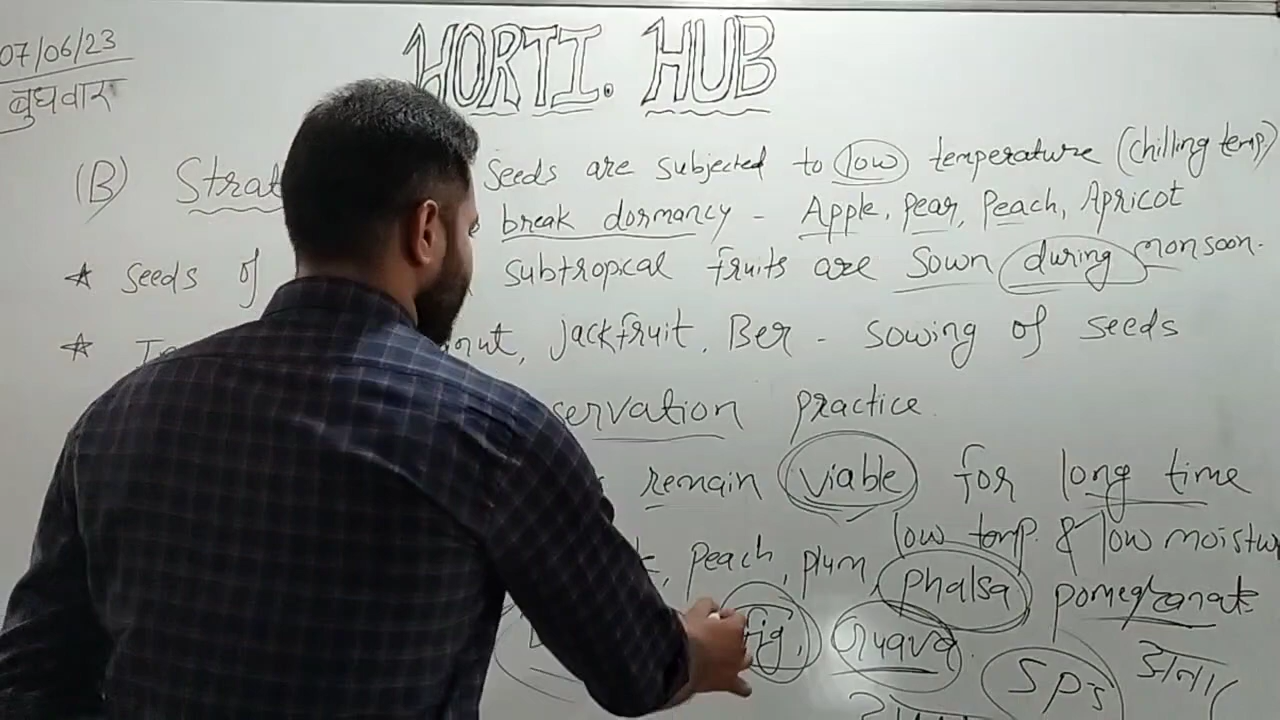 07/06/23
बुधवार
HORTI. HUB
(B) Strat Seeds are subjected to low temperature (chilling temp)
break dormancy - Apple, Pear, Peach, Apricot
★ Seeds of subtropical fruits are sown during monsoon.
★ nut, Jackfruit, Ber - sowing of seeds
servation practice
remain viable for long time
low temp. & low moistu
peach, plum, phalsa, pomegranate
fig, Guava
SPs